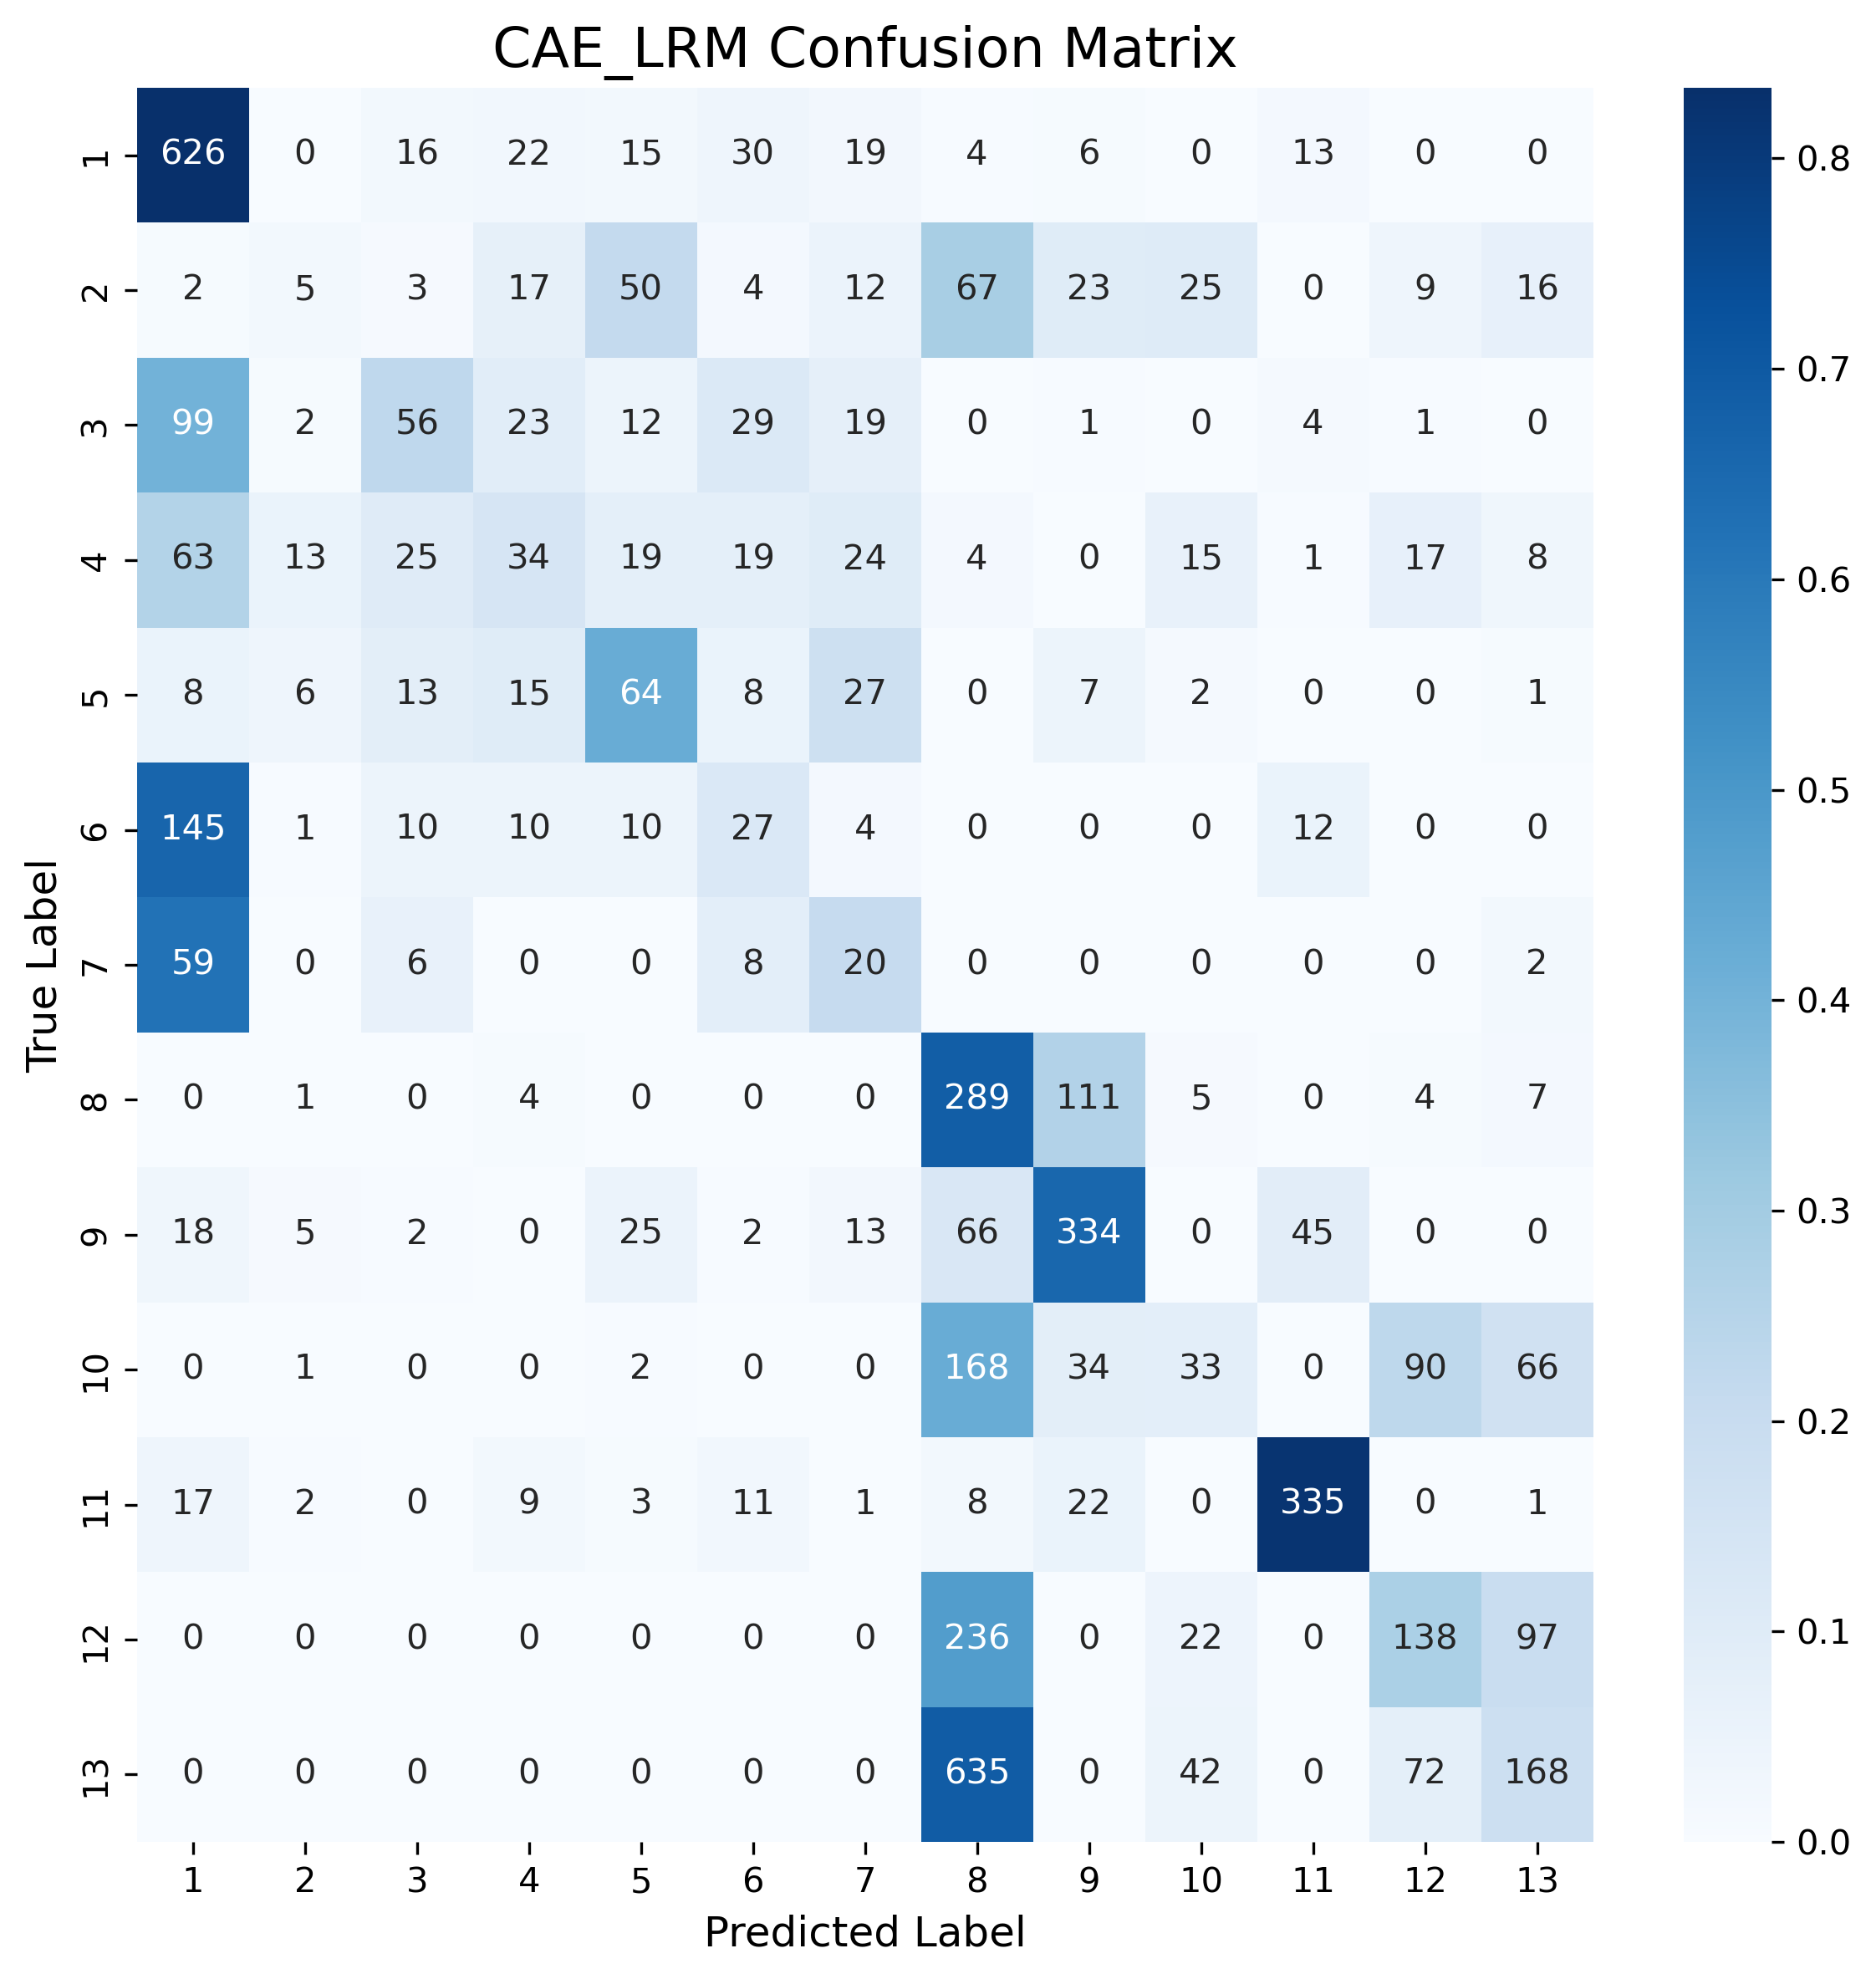 CAE_LRM Confusion Matrix
1 626 0 16 22 15 30 19 4 6 0 13 0 0
2 2 5 3 17 50 4 12 67 23 25 0 9 16
3 99 2 56 23 12 29 19 0 1 0 4 1 0
4 63 13 25 34 19 19 24 4 0 15 1 17 8
5 8 6 13 15 64 8 27 0 7 2 0 0 1
6 145 1 10 10 10 27 4 0 0 0 12 0 0
7 59 0 6 0 0 8 20 0 0 0 0 0 2
8 0 1 0 4 0 0 0 289 111 5 0 4 7
9 18 5 2 0 25 2 13 66 334 0 45 0 0
10 0 1 0 0 2 0 0 168 34 33 0 90 66
11 17 2 0 9 3 11 1 8 22 0 335 0 1
12 0 0 0 0 0 0 0 236 0 22 0 138 97
13 0 0 0 0 0 0 0 635 0 42 0 72 168
1 2 3 4 5 6 7 8 9 10 11 12 13
Predicted Label
True Label
0.8
0.7
0.6
0.5
0.4
0.3
0.2
0.1
0.0